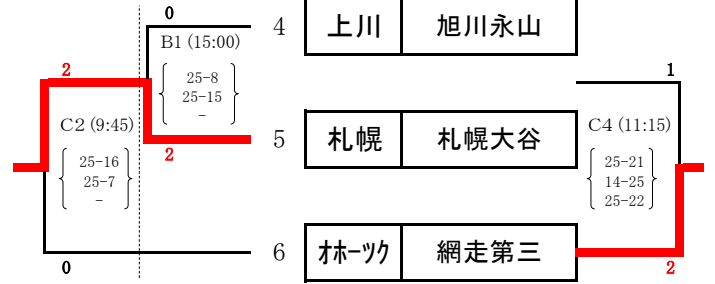 0
4 上川 旭川永山
B1 (15:00)
25-8
25-15
-
2
1
C2 (9:45)
5 札幌 札幌大谷
C4 (11:15)
2
25-16
25-7
-
25-21
14-25
25-22
6 ｵﾎｰﾂｸ 網走第三
0
2